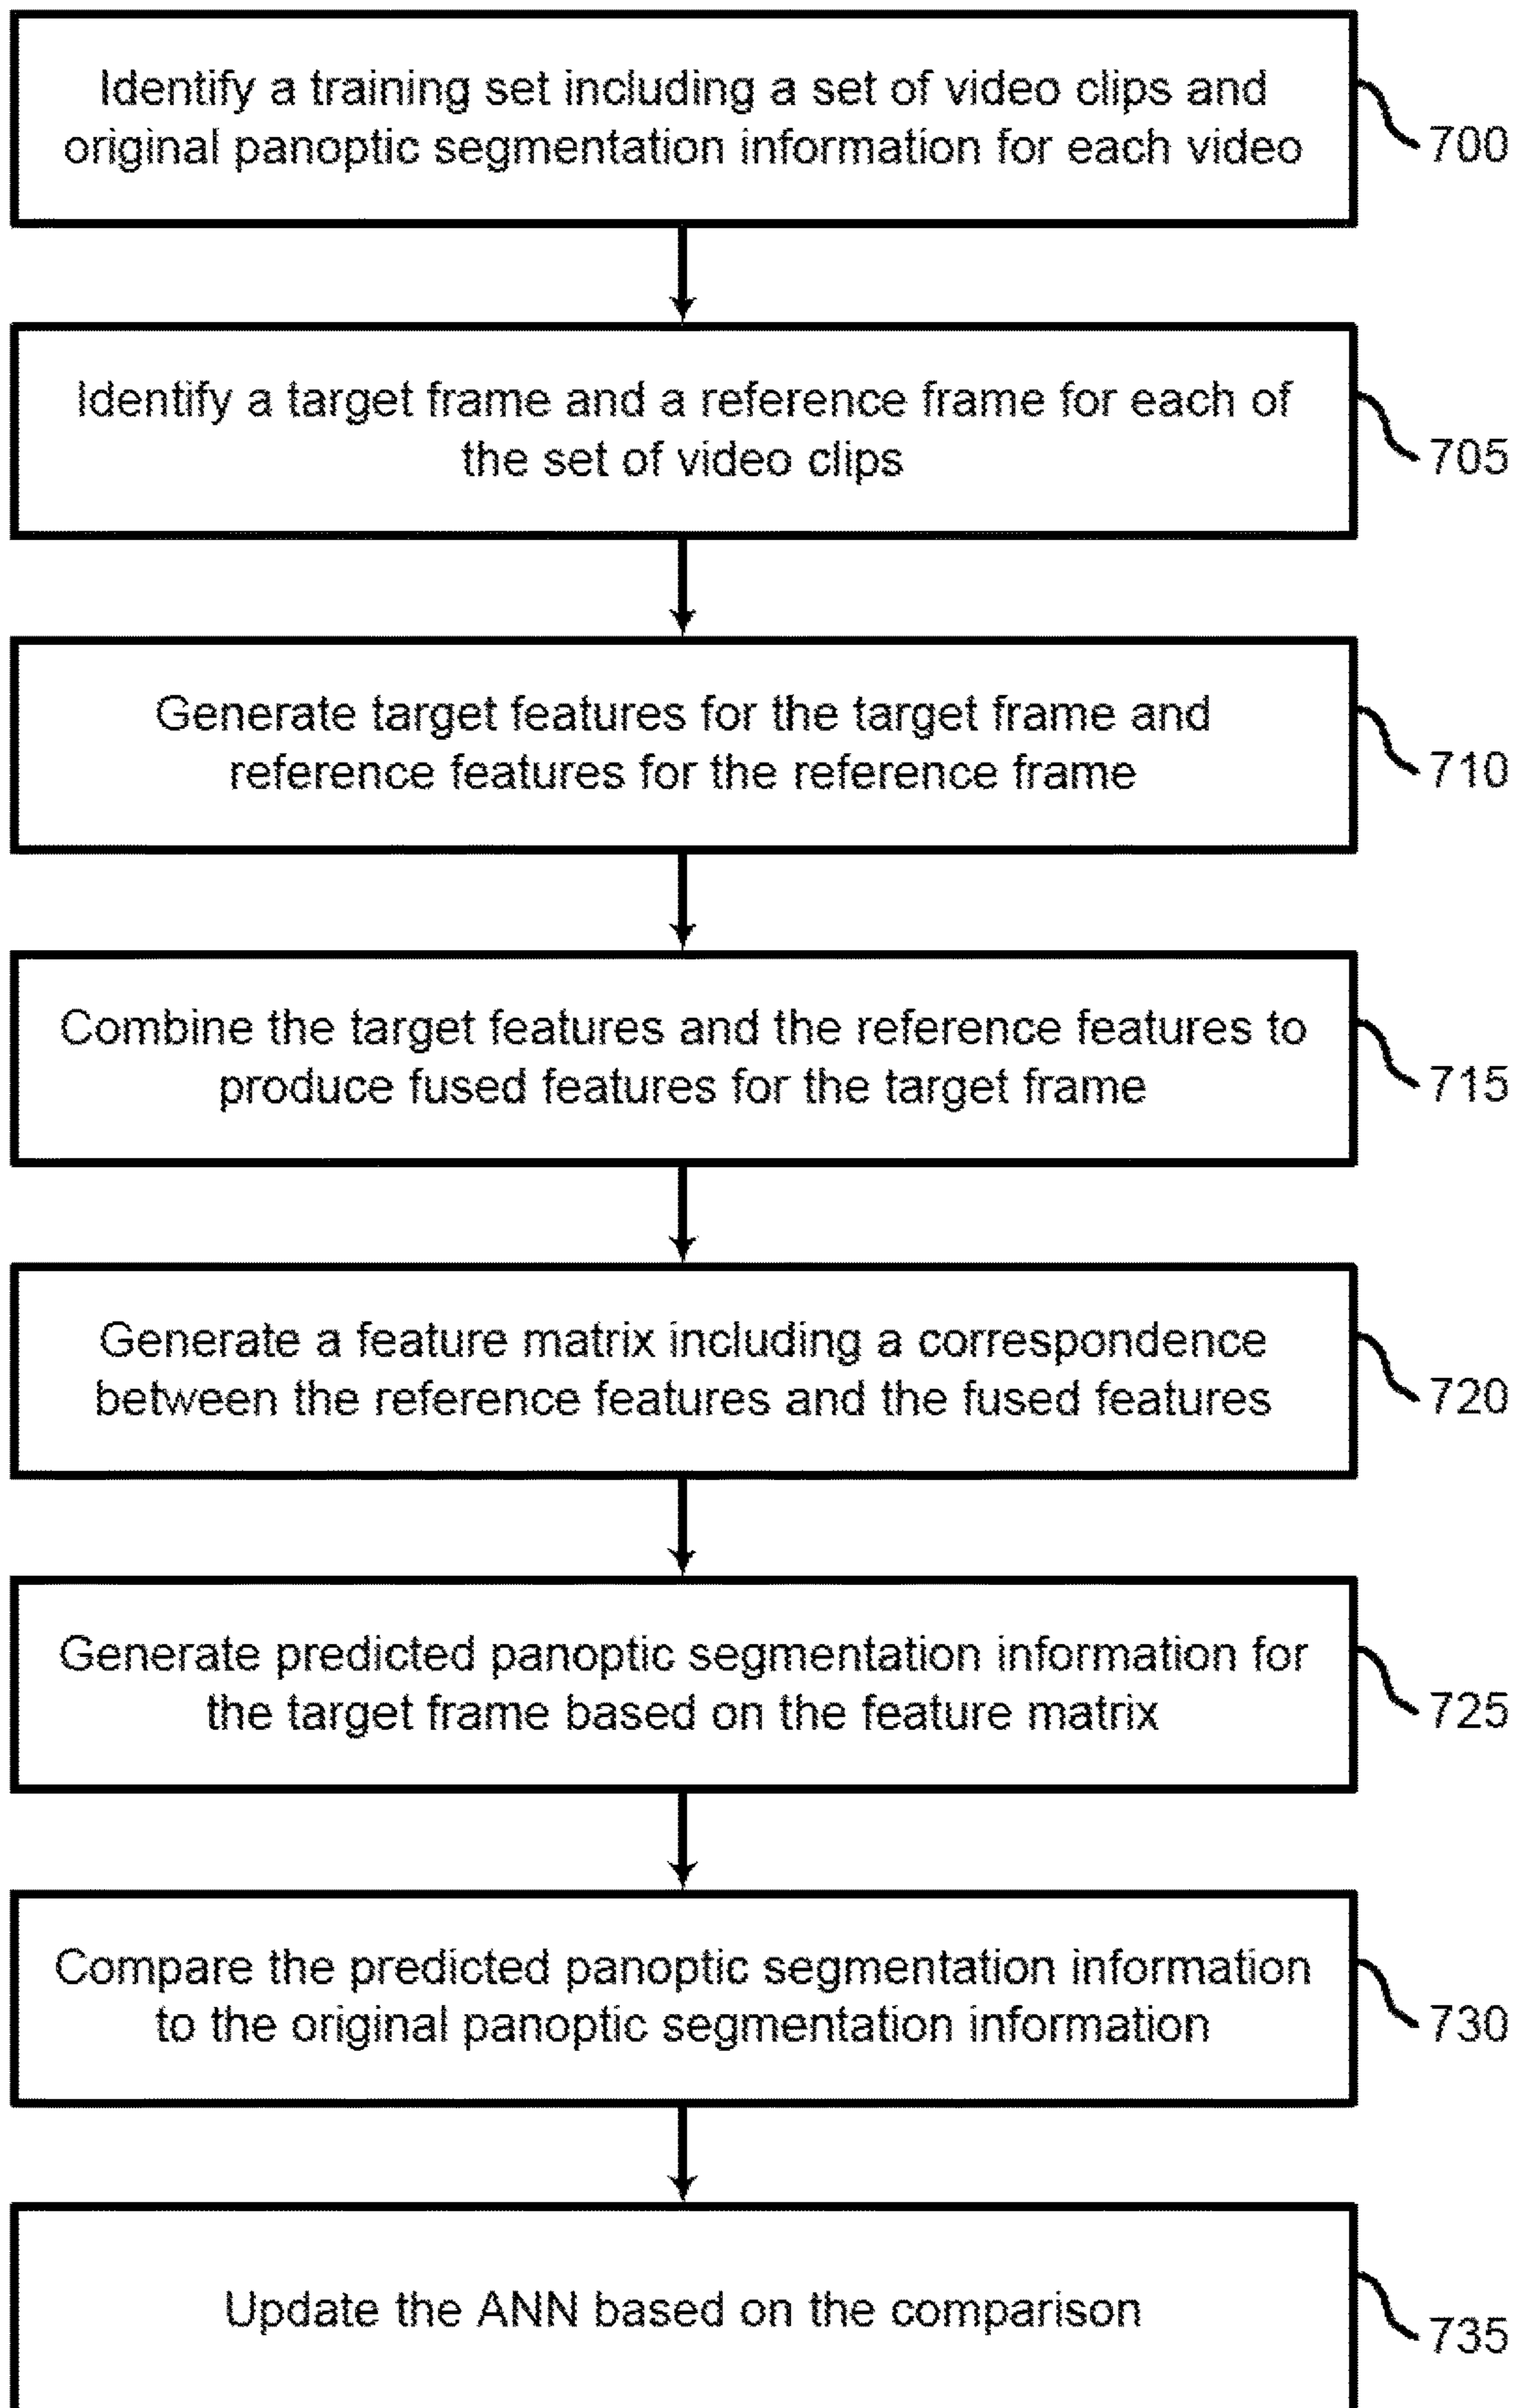 Identify a training set including a set of video clips and
original panoptic segmentation information for each video
700
Identify a target frame and a reference frame for each of
the set of video clips
705
Generate target features for the target frame and
reference features for the reference frame
710
Combine the target features and the reference features to
produce fused features for the target frame
715
Generate a feature matrix including a correspondence
between the reference features and the fused features
720
Generate predicted panoptic segmentation information for
the target frame based on the feature matrix
725
Compare the predicted panoptic segmentation information
to the original panoptic segmentation information
730
Update the ANN based on the comparison
735